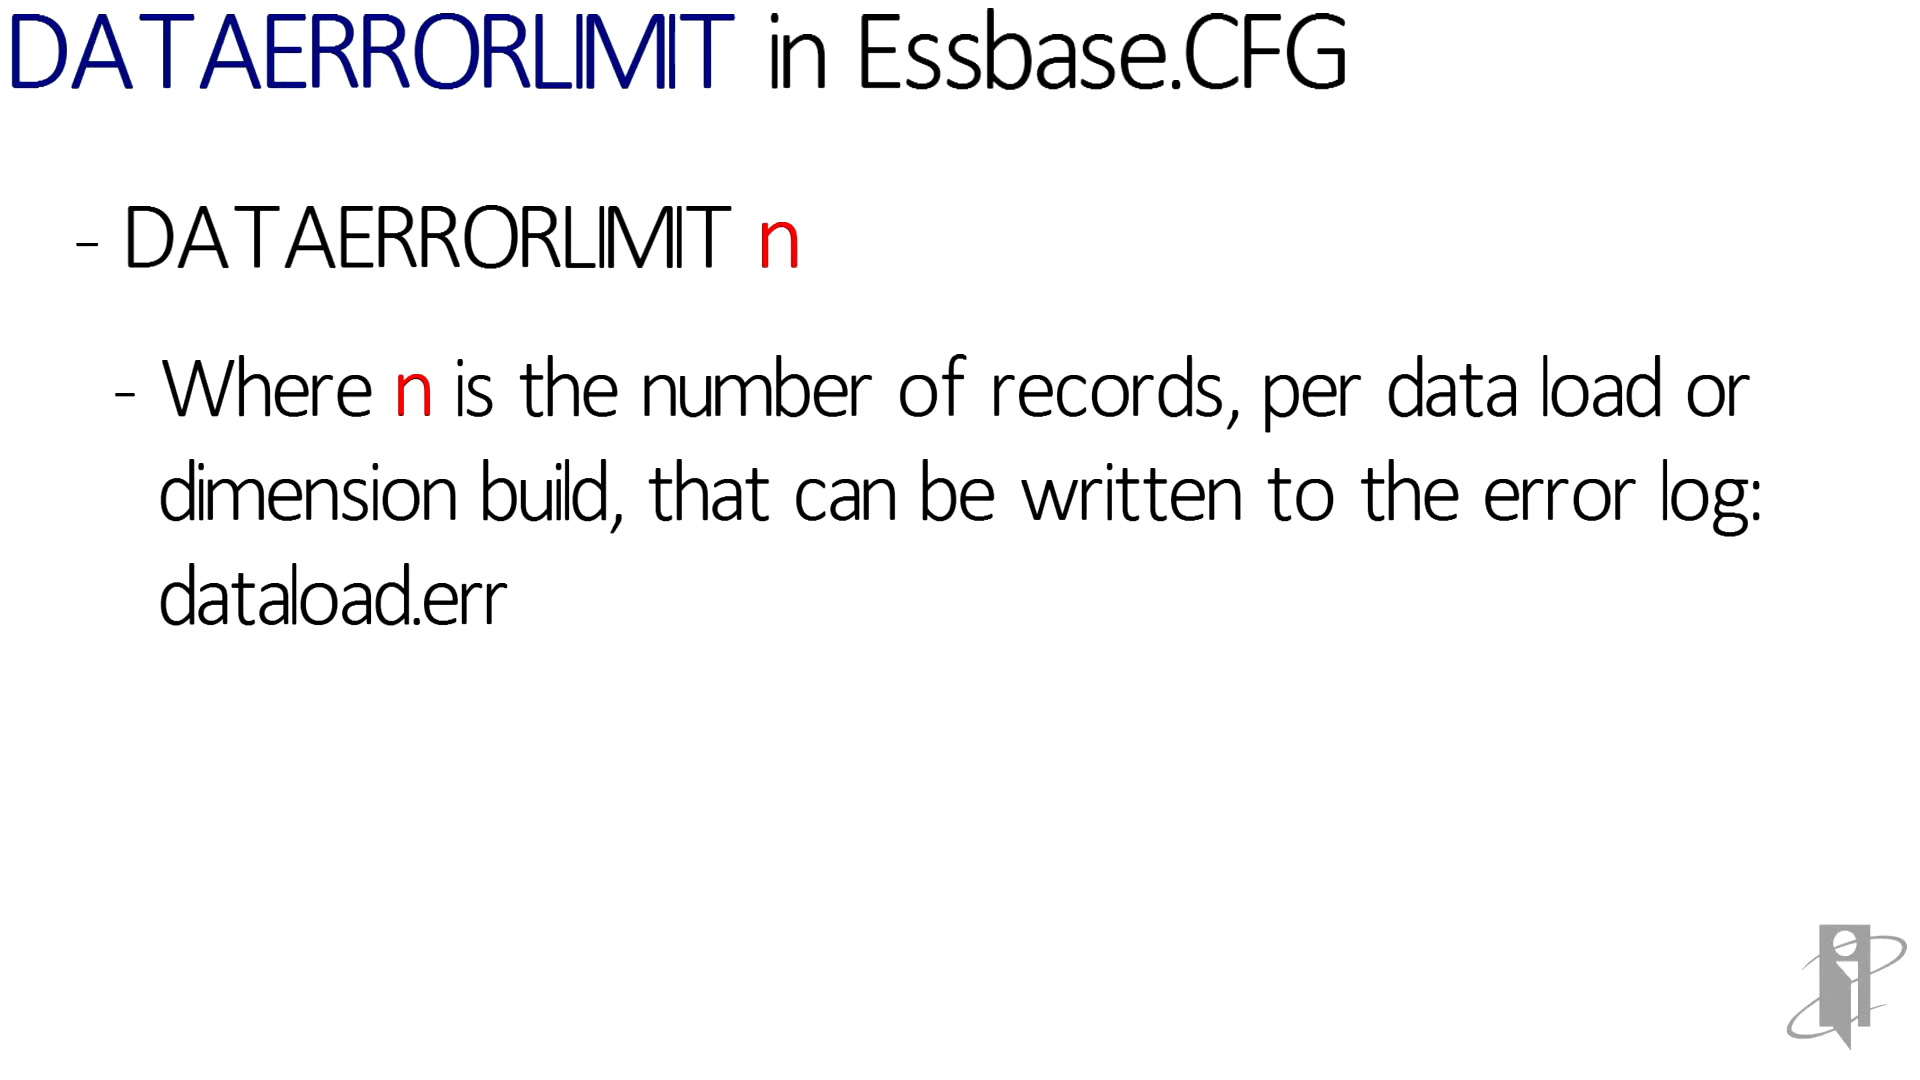 DATAERRORLIMIT in Essbase.CFG
- DATAERRORLIMIT n
- Where n is the number of records, per data load or
dimension build, that can be written to the error log:
dataload.err